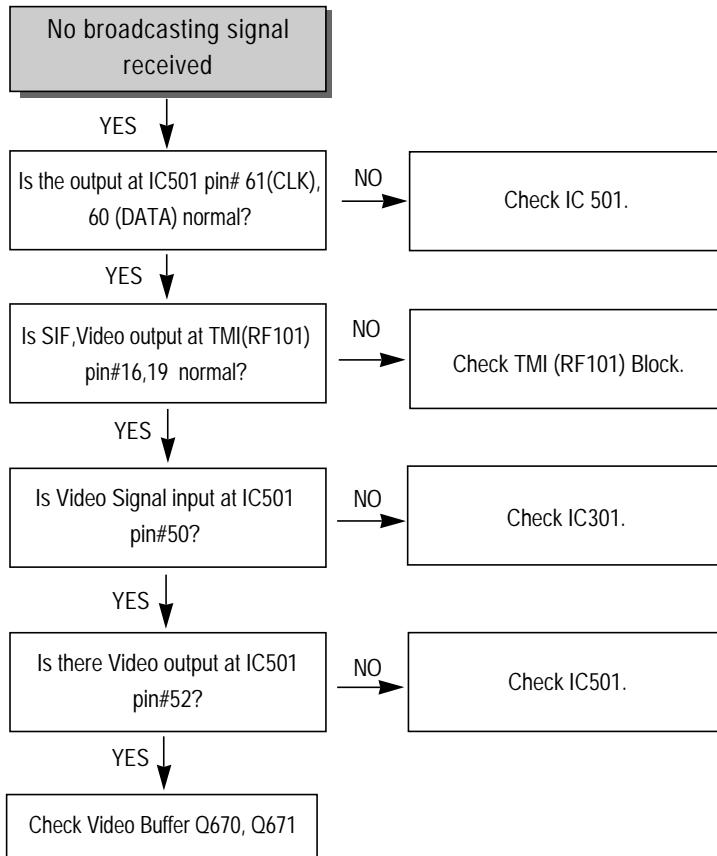 No broadcasting signal
received
YES
Is the output at IC501 pin# 61(CLK),
60 (DATA) normal?
NO
Check IC 501.
YES
Is SIF,Video output at TMI(RF101)
pin#16,19 normal?
NO
Check TMI (RF101) Block.
YES
Is Video Signal input at IC501
pin#50?
NO
Check IC301.
YES
Is there Video output at IC501
pin#52?
NO
Check IC501.
YES
Check Video Buffer Q670, Q671